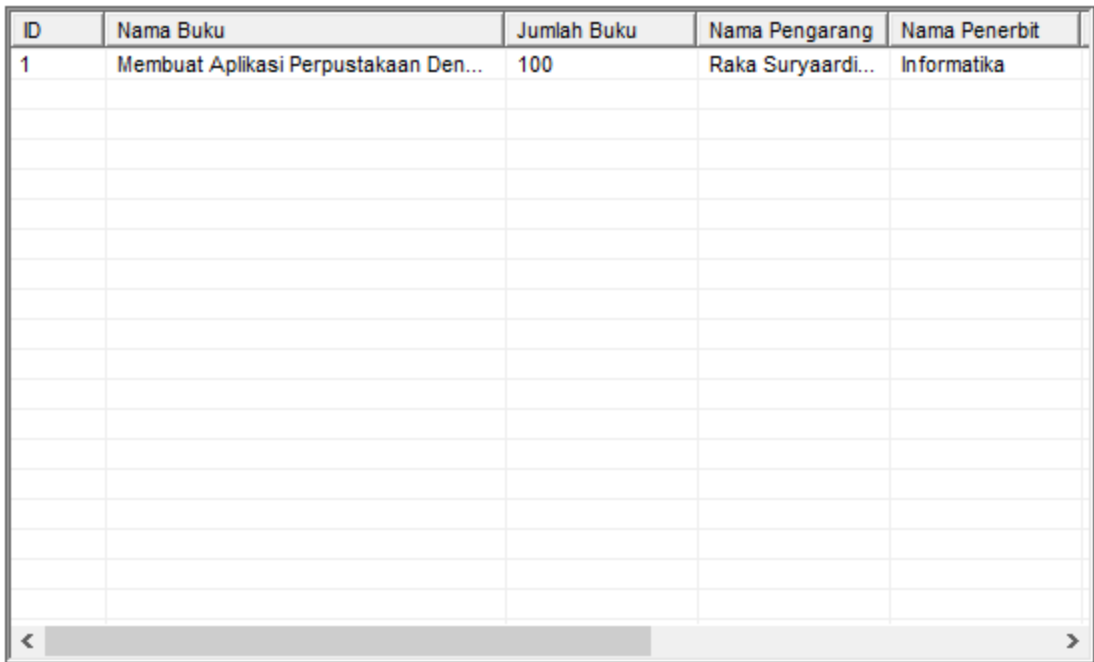 ID Nama Buku Jumlah Buku Nama Pengarang Nama Penerbit
1 Membuat Aplikasi Perpustakaan Den... 100 Raka Suryaardi... Informatika